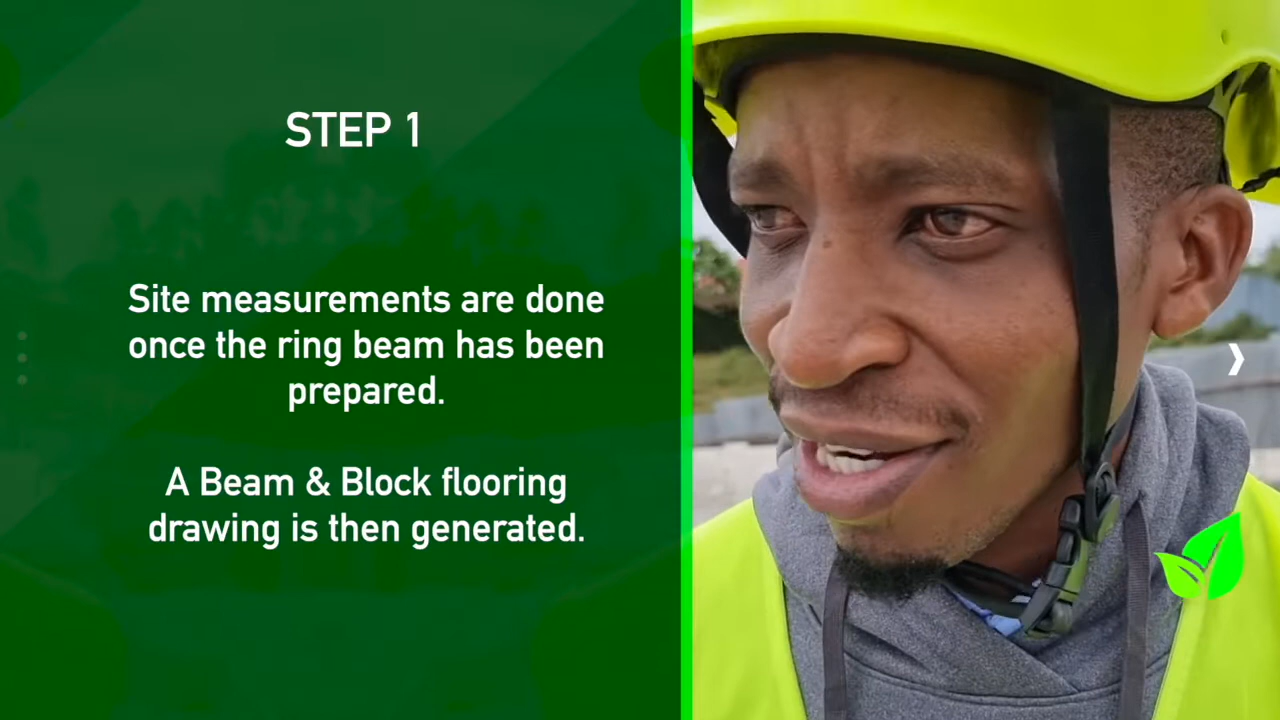 STEP 1
Site measurements are done
once the ring beam has been
prepared.
A Beam & Block flooring
drawing is then generated.